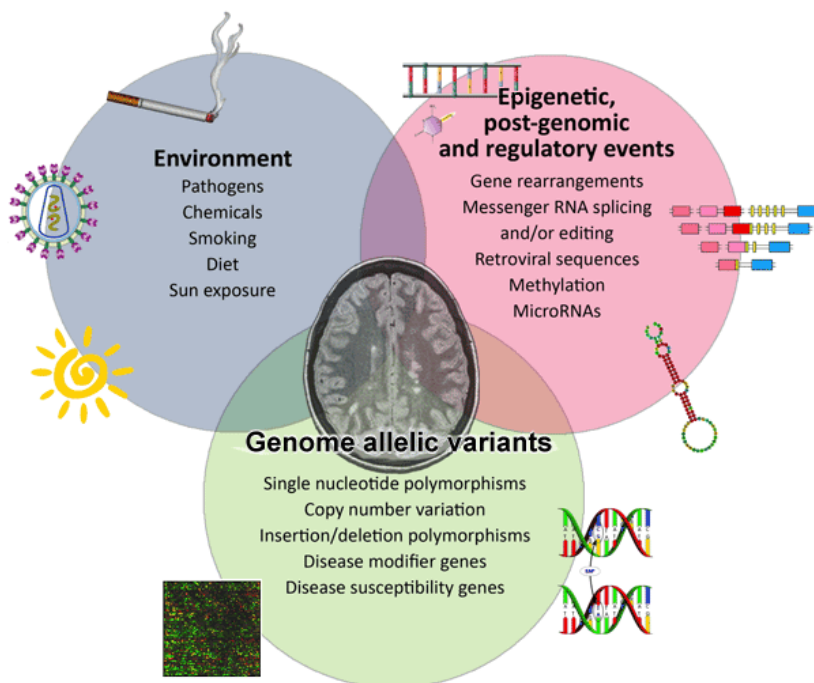 Environment
Pathogens
Chemicals
Smoking
Diet
Sun exposure
Epigenetic,
post-genomic
and regulatory events
Gene rearrangements
Messenger RNA splicing
and/or editing
Retroviral sequences
Methylation
MicroRNAs
Genome allelic variants
Single nucleotide polymorphisms
Copy number variation
Insertion/deletion polymorphisms
Disease modifier genes
Disease susceptibility genes
SNP